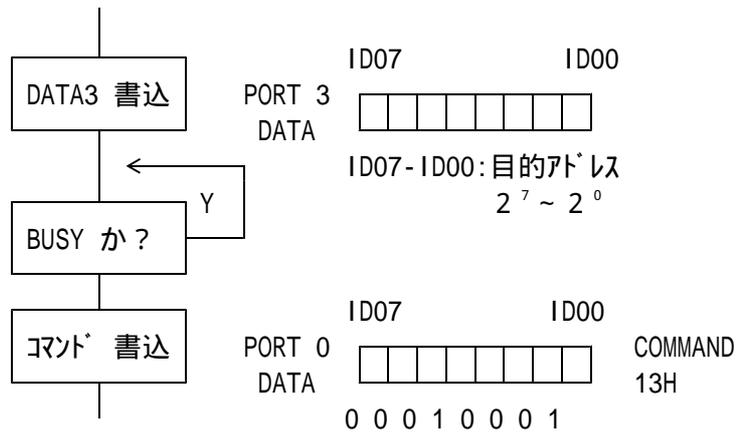 DATA3 書込
PORT 3
DATA
ID07 ID00
ID07-ID00:目的ｱﾄﾞﾚｽ
2⁷~2⁰
Y
BUSY か?
ｺﾏﾝﾄﾞ 書込
PORT 0
DATA
ID07 ID00
0 0 0 1 0 0 0 1
COMMAND
13H